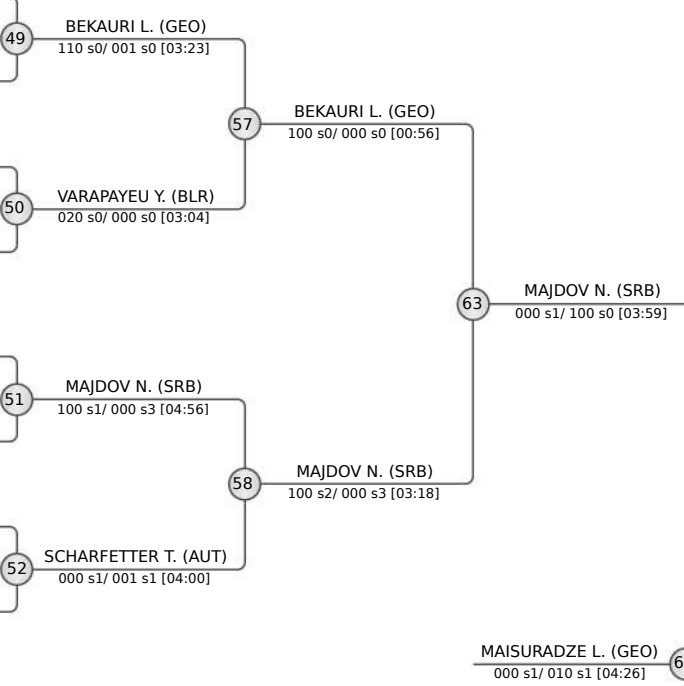 49
BEKAURI L. (GEO)
110 s0/ 001 s0 [03:23]
57
BEKAURI L. (GEO)
100 s0/ 000 s0 [00:56]
50
VARAPAYEU Y. (BLR)
020 s0/ 000 s0 [03:04]
63
MAJDOV N. (SRB)
000 s1/ 100 s0 [03:59]
51
MAJDOV N. (SRB)
100 s1/ 000 s3 [04:56]
58
MAJDOV N. (SRB)
100 s2/ 000 s3 [03:18]
52
SCHARFETTER T. (AUT)
000 s1/ 001 s1 [04:00]
MAISURADZE L. (GEO)
000 s1/ 010 s1 [04:26]